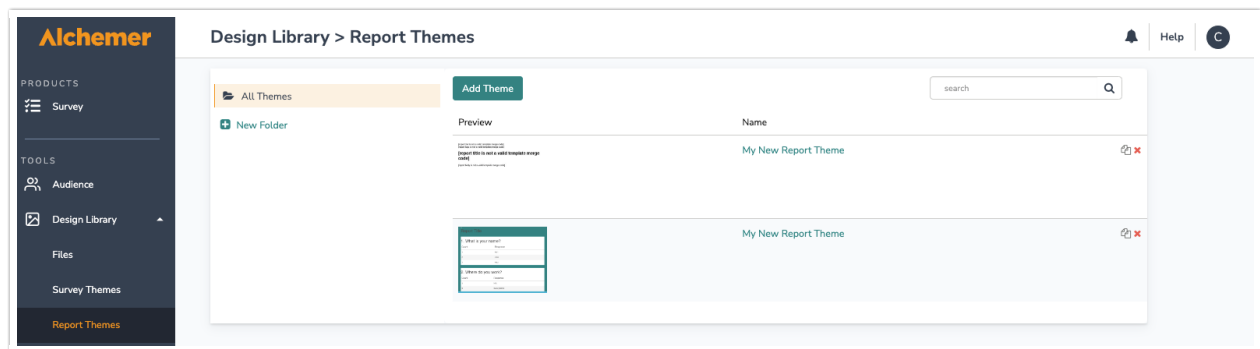 Alchemer
Design Library > Report Themes
Help
C
PRODUCTS
Survey
TOOLS
Audience
Design Library
Files
Survey Themes
Report Themes
All Themes
New Folder
Add Theme
search
Preview
Name
[report title is not a valid template merge
code]
My New Report Theme
1. What is your name?
2. Where do you work?
My New Report Theme